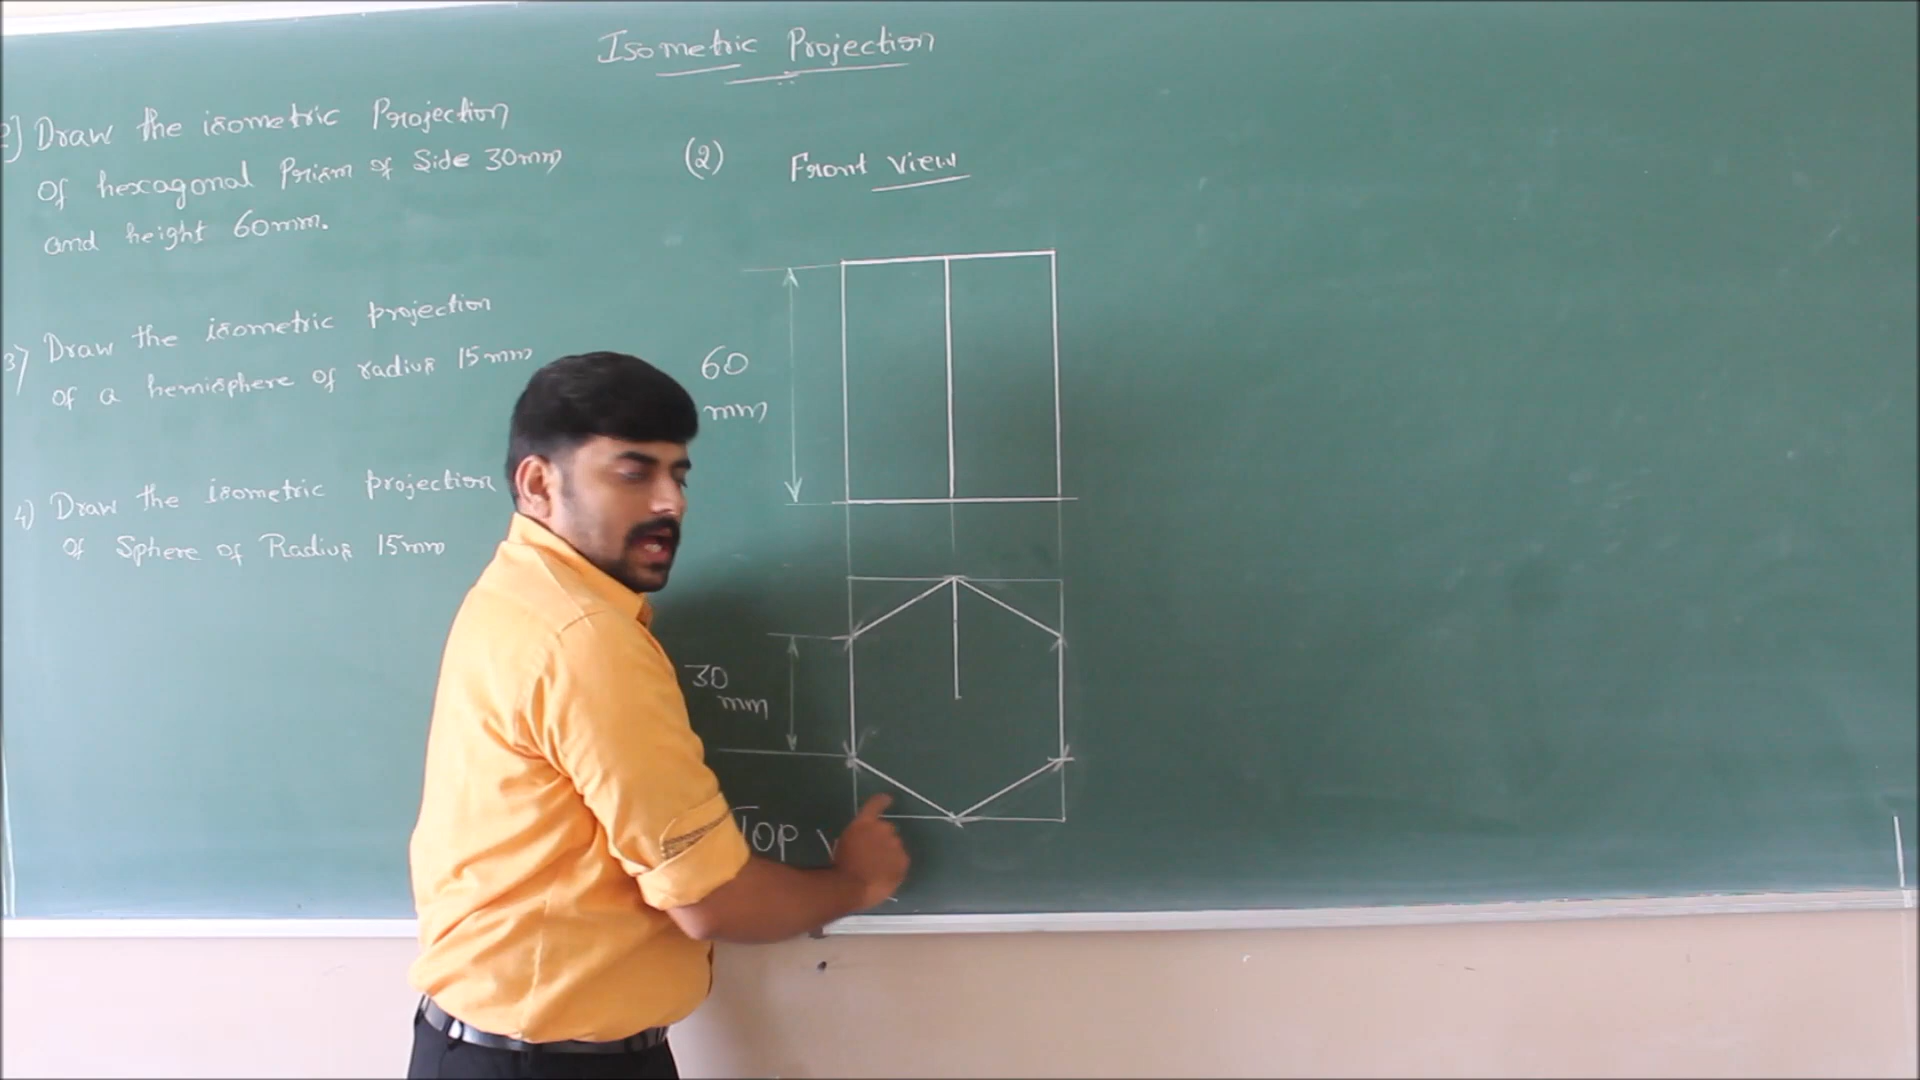 Isometric Projection
2] Draw the isometric Projection
of hexagonal Prism of Side 30mm
and height 60mm.
3) Draw the isometric projection
of a hemisphere of radius 15mm
4) Draw the isometric projection
of Sphere of Radius 15mm
(2) Front view
60
mm
30
mm
Top